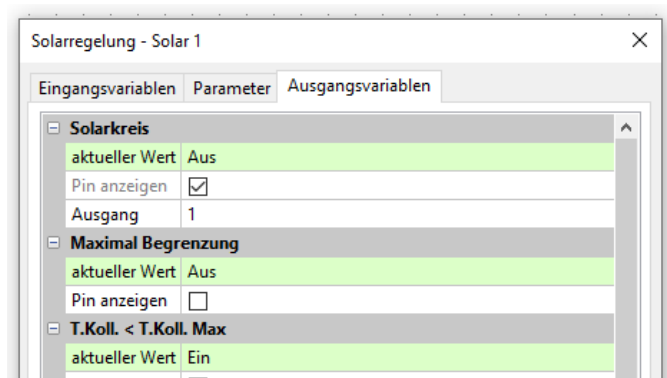 Solarregelung - Solar 1
Eingangsvariablen Parameter Ausgangsvariablen
Solarkreis
aktueller Wert Aus
Pin anzeigen
Ausgang 1
Maximal Begrenzung
aktueller Wert Aus
Pin anzeigen
T.Koll. < T.Koll. Max
aktueller Wert Ein